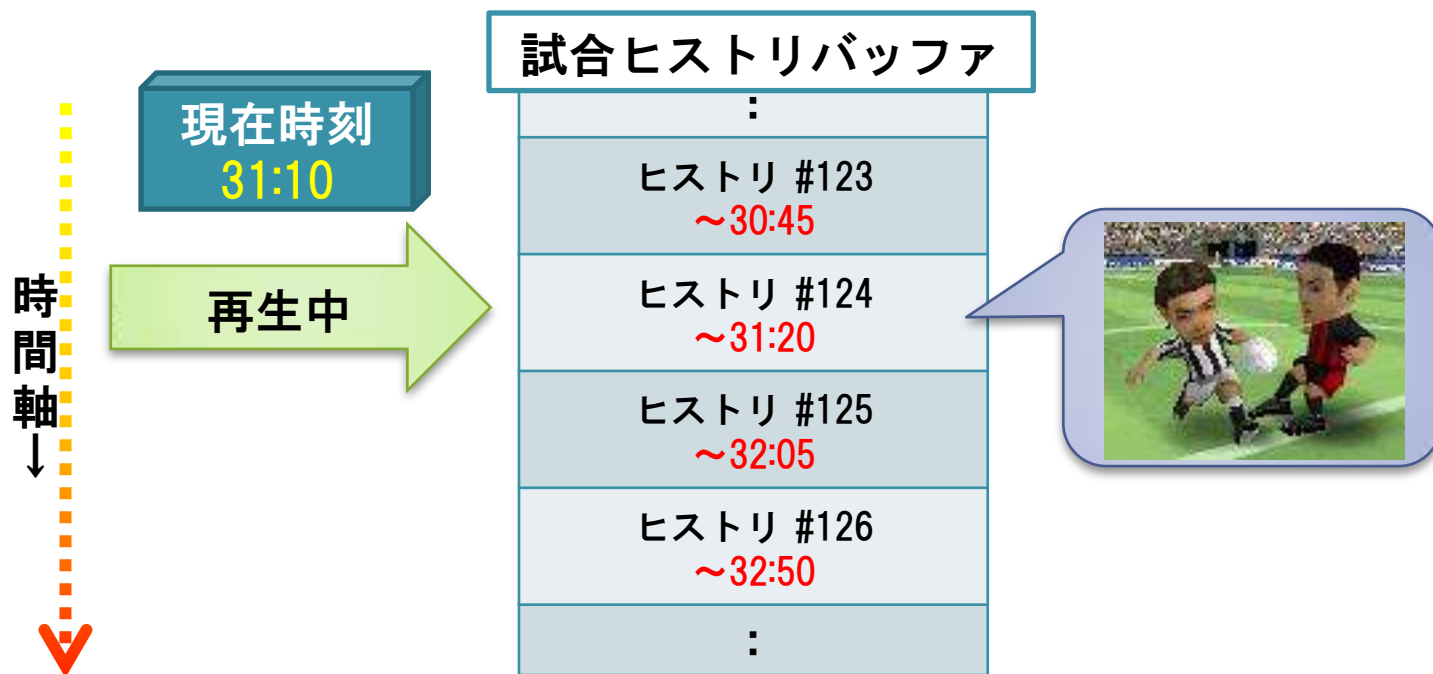 試合ヒストリバッファ
:
現在時刻
31:10
ヒストリ #123
～30:45
再生中
ヒストリ #124
～31:20
時間軸→
ヒストリ #125
～32:05
ヒストリ #126
～32:50
: